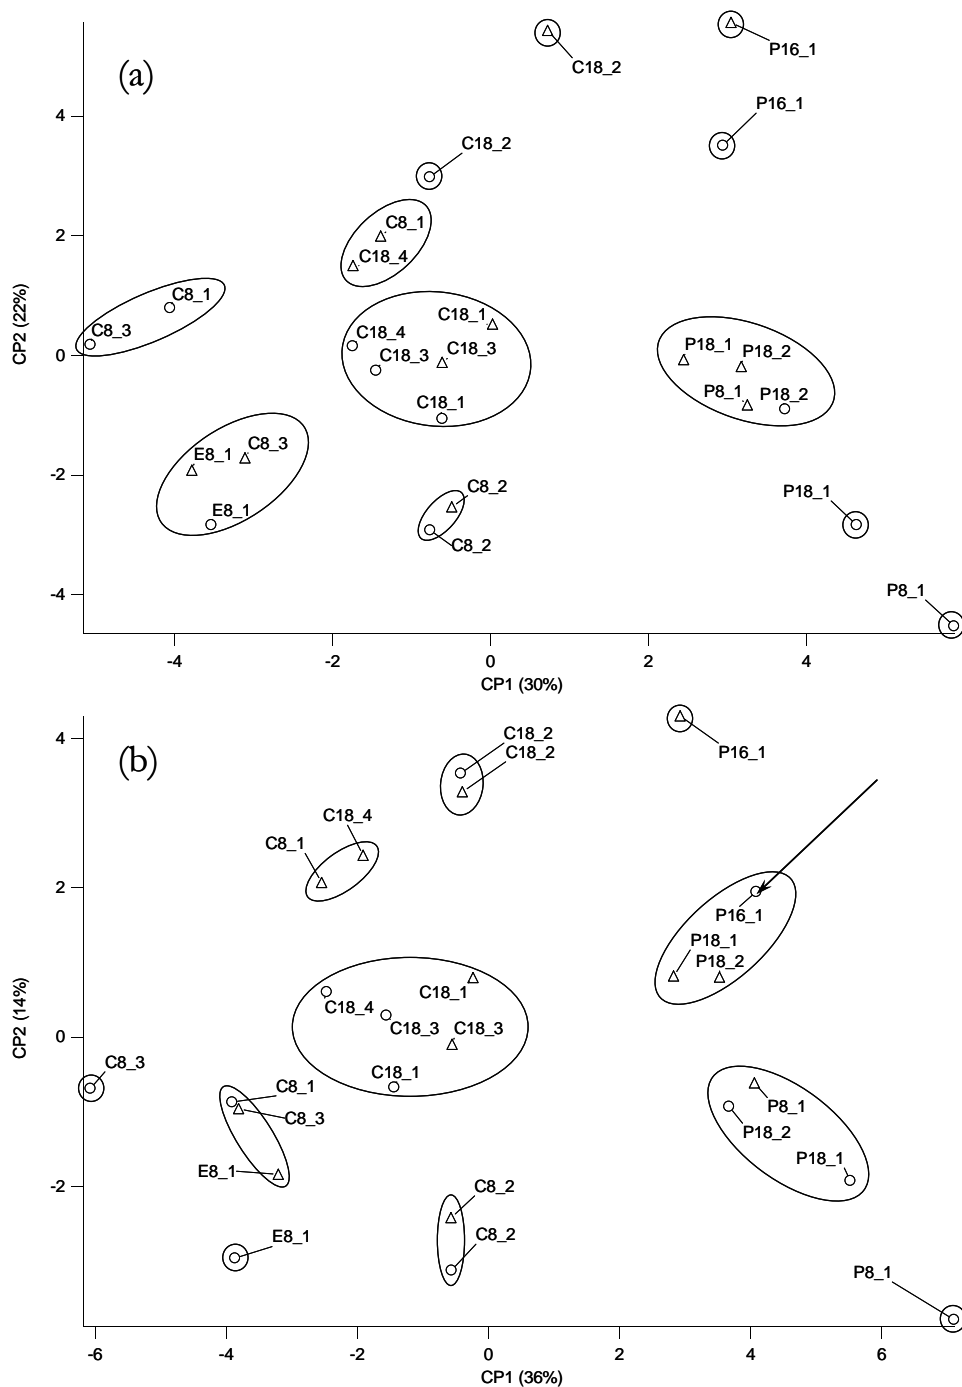 (a)
C18_2
P16_1
P16_1
C18_2
C8_1
C18_4
C8_1
C8_3
C18_1
C18_4
C18_3
C18_3
C18_1
P18_1
P18_2
P8_1
P18_2
E8_1
C8_3
E8_1
C8_2
C8_2
P18_1
P8_1
4
2
0
-2
-4
CP2 (22%)
-4
-2
0
2
4
CP1 (30%)
(b)
C18_2
C18_2
P16_1
C18_4
C8_1
P16_1
P18_1
P18_2
C18_1
C18_4
C18_3
C18_3
C18_1
C8_3
C8_1
C8_3
E8_1
P8_1
P18_2
P18_1
C8_2
C8_2
E8_1
P8_1
4
2
0
-2
CP2 (14%)
-6
-4
-2
0
2
4
6
CP1 (36%)